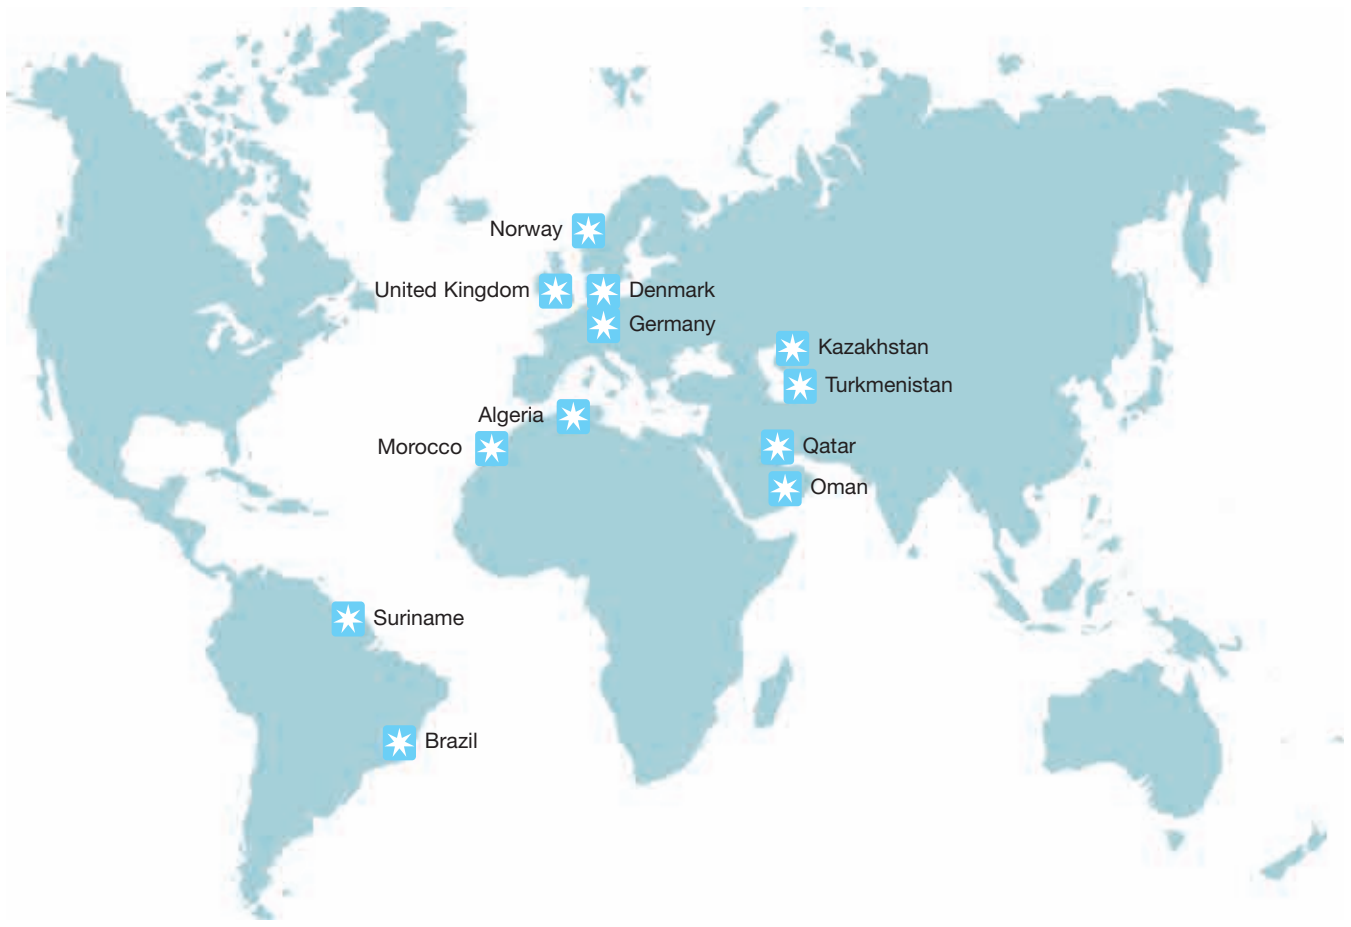 Norway
United Kingdom
Denmark
Germany
Kazakhstan
Turkmenistan
Algeria
Morocco
Qatar
Oman
Suriname
Brazil